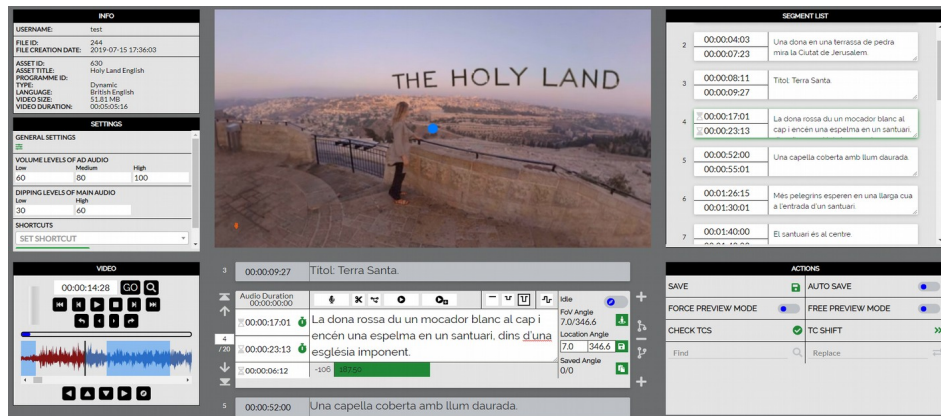 INFO
USERNAME: test
FILE ID: 244
FILE CREATION DATE: 2019-07-15 17:36:03
ASSET ID: 630
ASSET TITLE: Holy Land English
PROGRAMME ID:
TYPE: Dynamic
LANGUAGE: British English
VIDEO SIZE: 51.81 MB
VIDEO DURATION: 00:05:05:16
SETTINGS
GENERAL SETTINGS
VOLUME LEVELS OF AD AUDIO
Low Medium High
60 80 100
DIPPING LEVELS OF MAIN AUDIO
Low High
30 60
SHORTCUTS
SET SHORTCUT
THE HOLY LAND
SEGMENT LIST
2 00:00:04:03 Una dona en una terrassa de pedra
00:00:07:23 mira la Ciutat de Jerusalem.
3 00:00:08:11 Títol: Terra Santa.
00:00:09:27
4 00:00:17:01 La dona rossa du un mocador blanc al
00:00:23:13 cap i encén una espelma en un santuari,
5 00:00:52:00 Una capella coberta amb llum daurada.
00:00:55:01
6 00:01:26:15 Més pelegrins esperen en una llarga cua
00:01:30:01 a l'entrada d'un santuari.
7 00:01:40:00 El santuari és al centre.
VIDEO
00:00:14:28 GO
3 00:00:09:27 Títol: Terra Santa.
Audio Duration
00:00:00:00
Idle
FoV Angle
7.0/346.6
Location Angle
7.0 346.6
Saved Angle
0/0
4
/20
00:00:17:01 La dona rossa du un mocador blanc al cap i
encén una espelma en un santuari, dins d'una
00:00:23:13 església imponent.
00:00:06:12 -106 187.50
5 00:00:52:00 Una capella coberta amb llum daurada.
ACTIONS
SAVE AUTO SAVE
FORCE PREVIEW MODE FREE PREVIEW MODE
CHECK TCS TC SHIFT
Find Replace